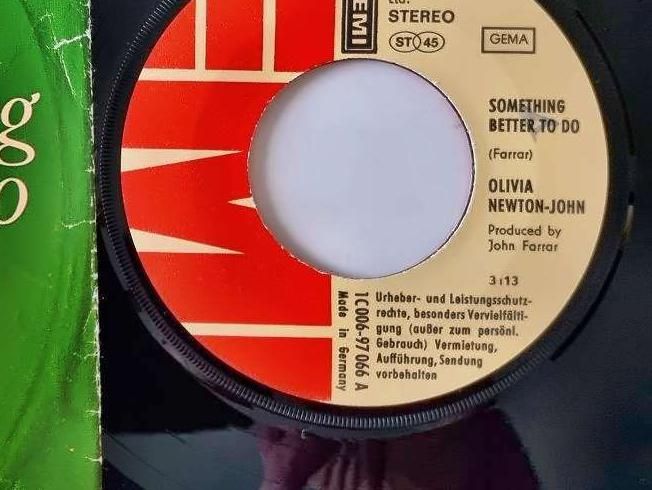 g
o
EMI
Ltd.
STEREO
ST 45
GEMA
SOMETHING
BETTER TO DO
(Farrar)
OLIVIA
NEWTON-JOHN
Produced by
John Farrar
3:13
1C006-97 066 A
Made in Germany
Urheber- und Leistungsschutz-
rechte, besonders Vervielfälti-
gung (außer zum persönl.
Gebrauch) Vermietung,
Aufführung, Sendung
vorbehalten